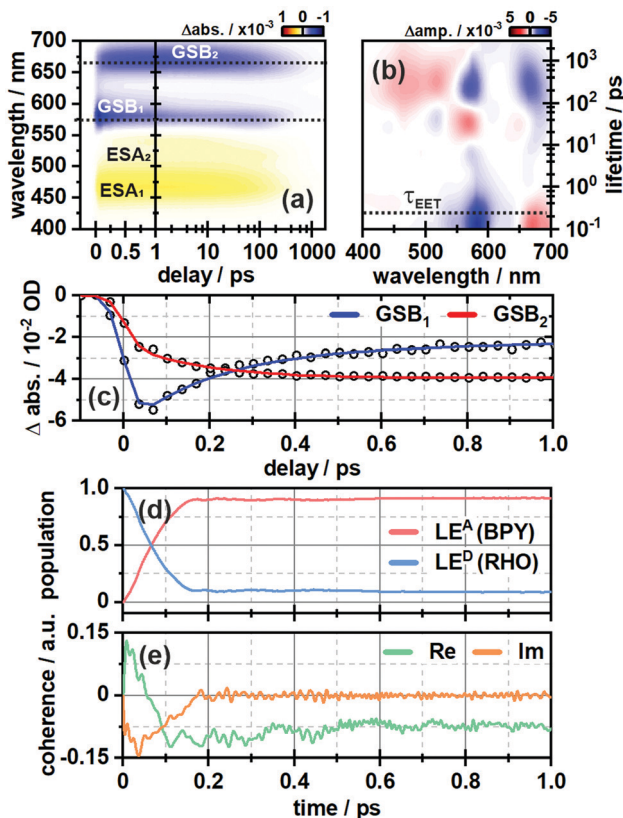 Δabs. / x10⁻³
1 0 -1
700
650
600
550
500
450
400
wavelength / nm
GSB₂
GSB₁
ESA₂
ESA₁
(a)
0 0.5 1 10 100 1000
delay / ps
Δamp. / x10⁻³
5 0 -5
(b)
τEET
10³
10²
10¹
10⁰
10⁻¹
lifetime / ps
400 500 600 700
wavelength / nm
Δ abs. / 10⁻² OD
0
-2
-4
-6
GSB₁ GSB₂
(c)
0 0.2 0.4 0.6 0.8 1.0
delay / ps
population
1.0
0.5
0
(d)
LEᴬ (BPY)
LEᴰ (RHO)
coherence / a.u.
0.15
0
-0.15
(e)
Re Im
0 0.2 0.4 0.6 0.8 1.0
time / ps